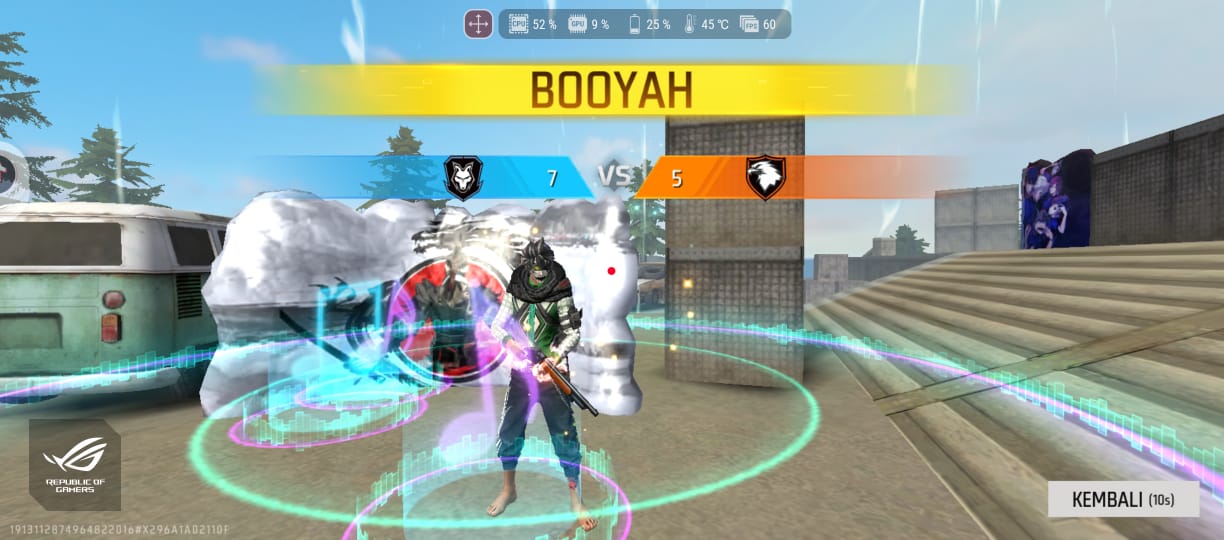 CPU 52 % GPU 9 % 25 % 45 °C FPS 60
BOOYAH
7 VS 5
REPUBLIC OF
GAMERS
KEMBALI (10s)
1913112874964822016#X296A1A02110F